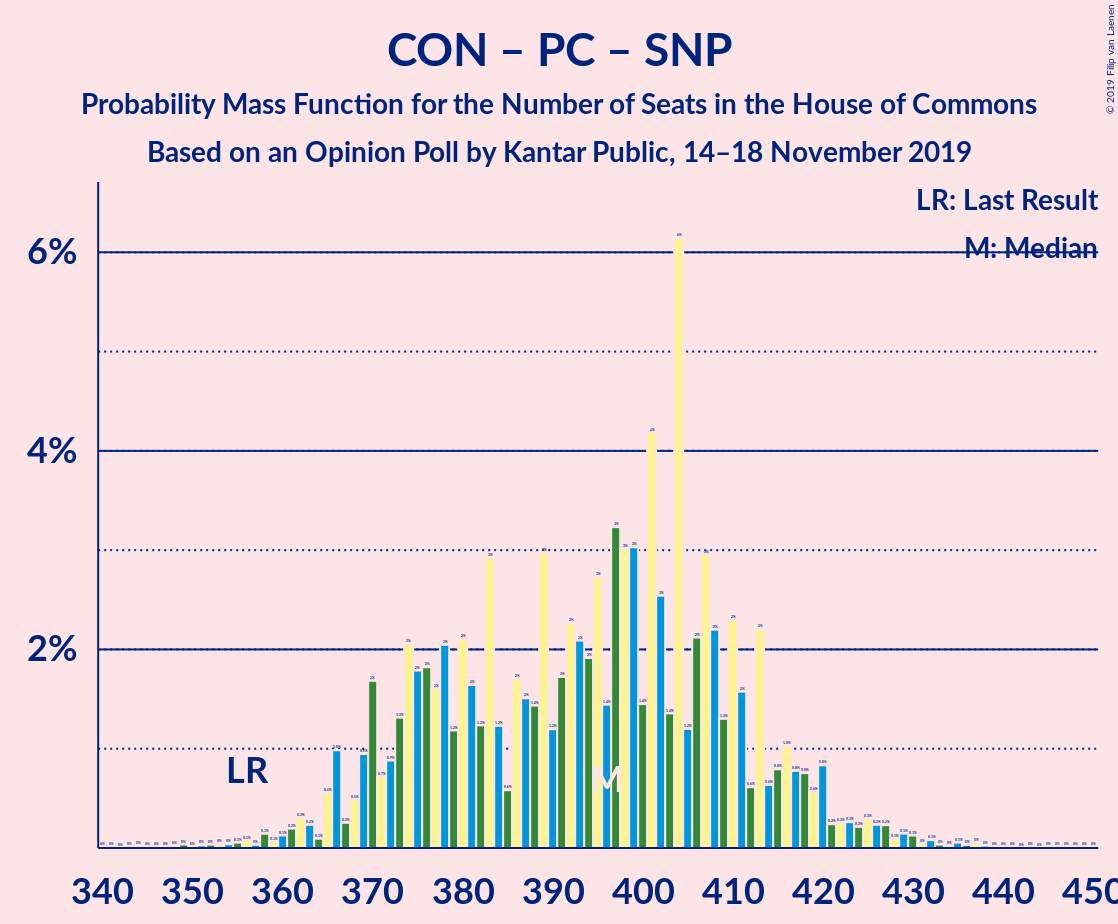 CON – PC – SNP
Probability Mass Function for the Number of Seats in the House of Commons
Based on an Opinion Poll by Kantar Public, 14–18 November 2019
© 2019 Filip van Laenen
LR: Last Result
M: Median
6%
4%
2%
LR
M
340 350 360 370 380 390 400 410 420 430 440 450